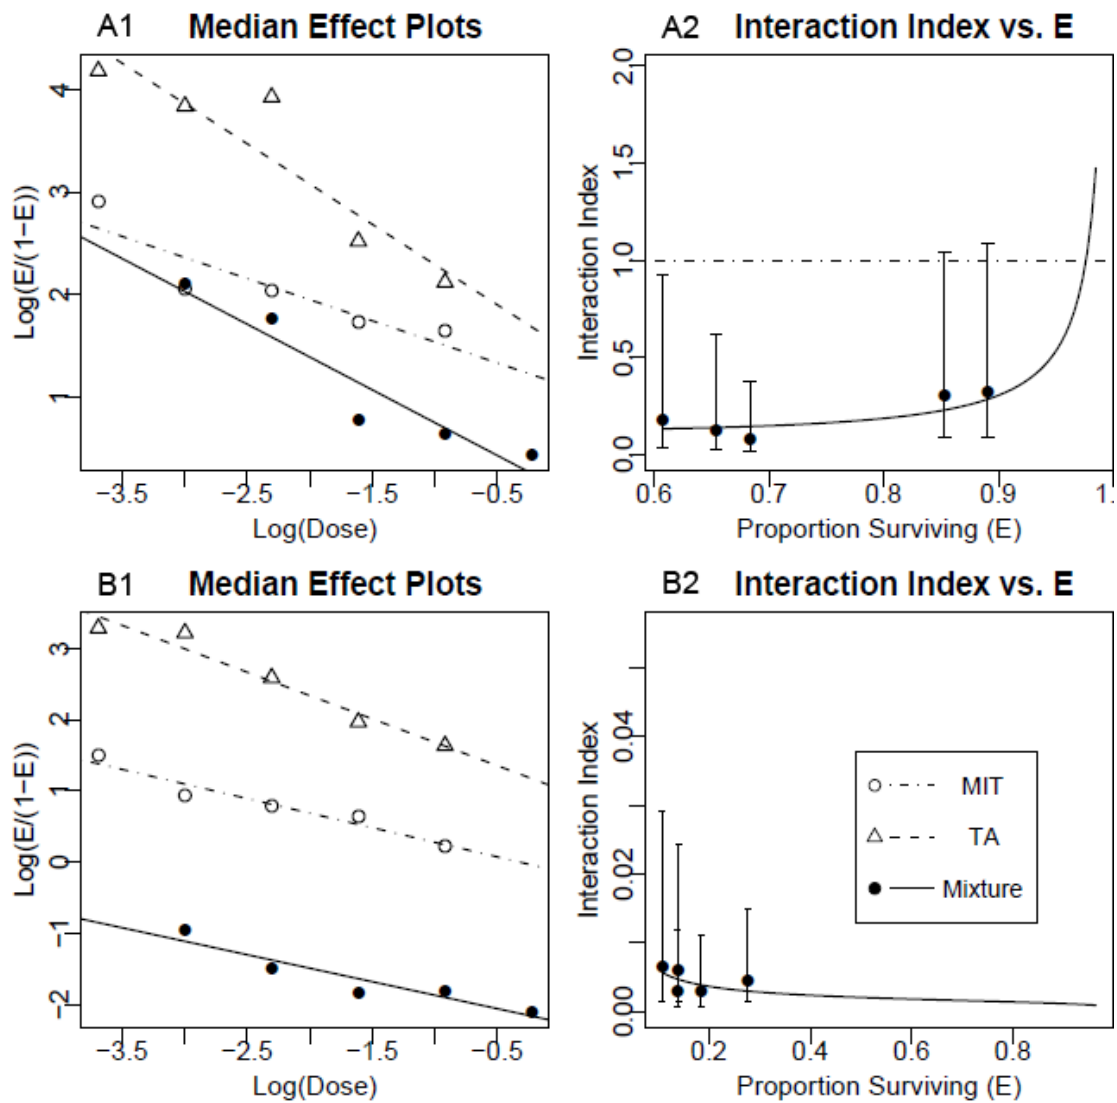 A1 Median Effect Plots
Log(E/(1−E))
4
3
2
1
−3.5 −2.5 −1.5 −0.5
Log(Dose)
A2 Interaction Index vs. E
Interaction Index
2.0
1.5
1.0
0.5
0.0
0.6 0.7 0.8 0.9 1.
Proportion Surviving (E)
B1 Median Effect Plots
Log(E/(1−E))
3
2
1
0
−1
−2
−3.5 −2.5 −1.5 −0.5
Log(Dose)
B2 Interaction Index vs. E
Interaction Index
0.04
0.02
0.00
MIT
TA
Mixture
0.2 0.4 0.6 0.8
Proportion Surviving (E)